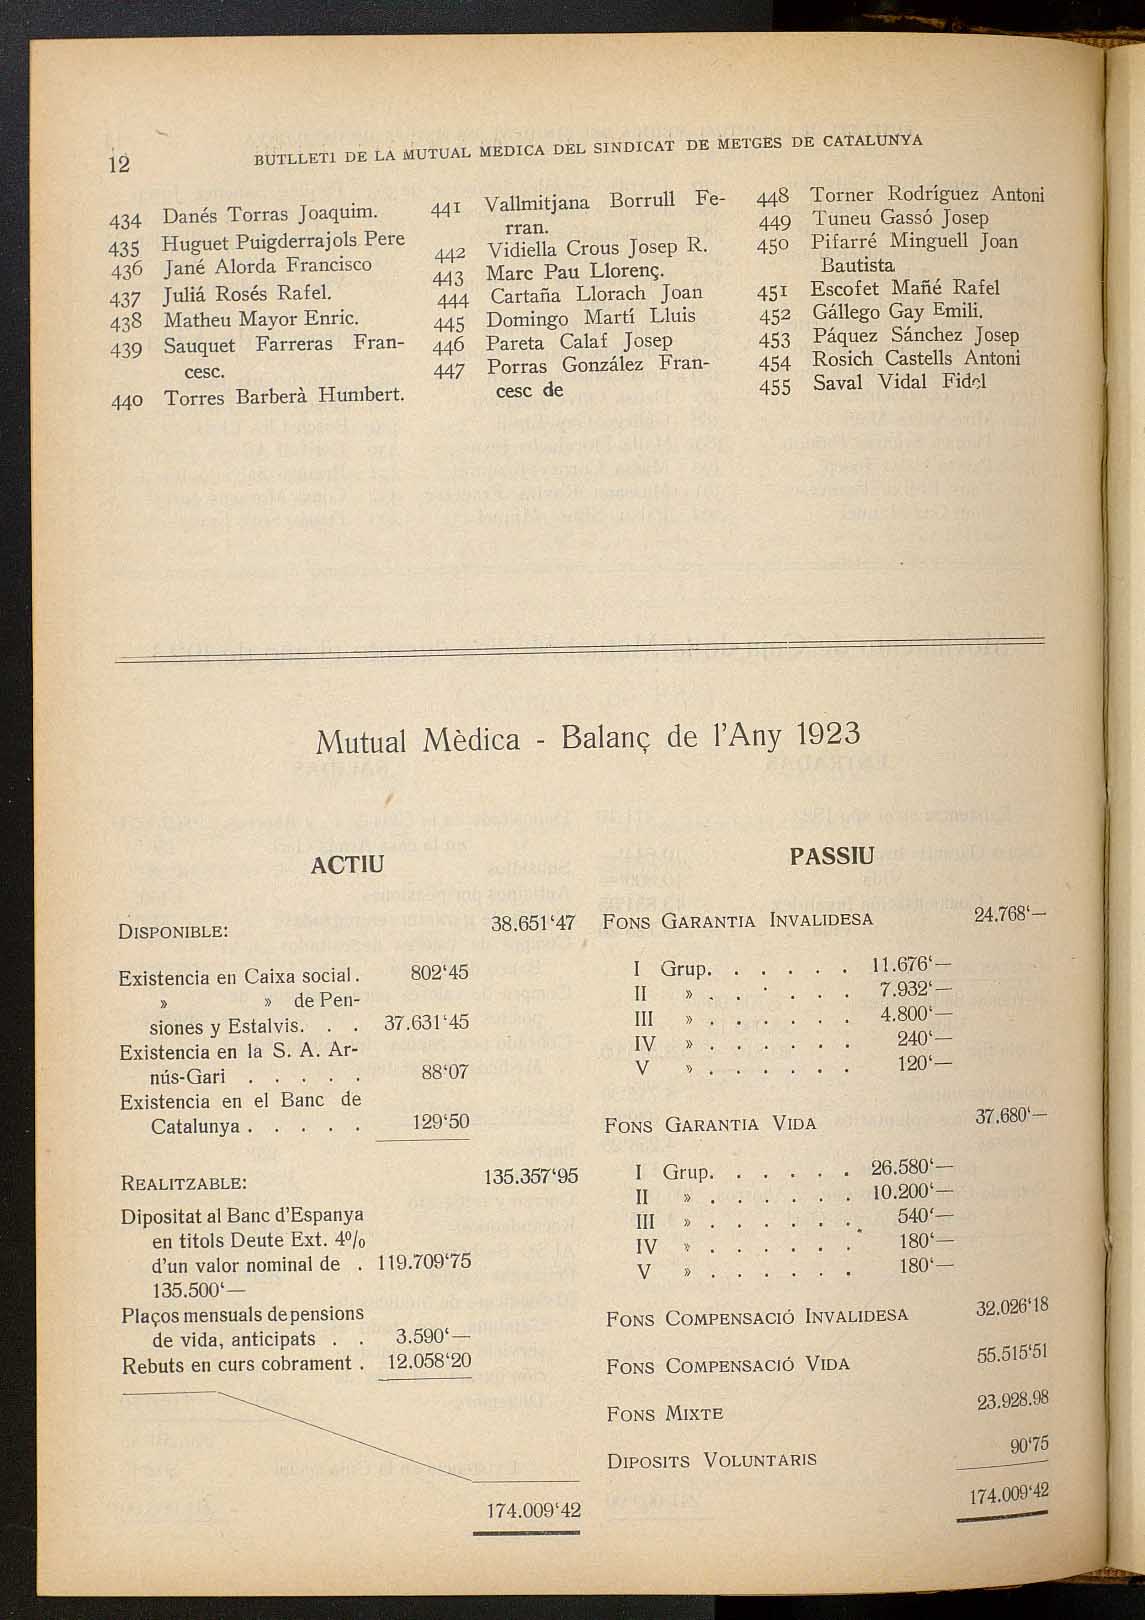 12
BUTLLETI DE LA MUTUAL MEDICA DEL SINDICAT DE METGES DE CATALUNYA
434 Danés Torras Joaquim.
435 Huguet Puigderrajols Pere
436 Jané Alorda Francisco
437 Juliá Rosés Rafel.
438 Matheu Mayor Enric.
439 Sauquet Farreras Fran-
cesc.
440 Torres Barberà Humbert.
441 Vallmitjana Borrull Fe-
rran.
442 Vidiella Crous Josep R.
443 Marc Pau Llorenç.
444 Cartaña Llorach Joan
445 Domingo Martí Lluis
446 Pareta Calaf Josep
447 Porras González Fran-
cesc de
448 Torner Rodríguez Antoni
449 Tuneu Gassó Josep
450 Pifarré Minguell Joan
Bautista
451 Escofet Mañé Rafel
452 Gállego Gay Emili.
453 Páquez Sánchez Josep
454 Rosich Castells Antoni
455 Saval Vidal Fidel
Mutual Mèdica - Balanç de l'Any 1923
ACTIU
DISPONIBLE: 38.651‘47
Existencia en Caixa social. 802‘45
» » de Pen-
siones y Estalvis. . . 37.631‘45
Existencia en la S. A. Ar-
nús-Gari . . . . . 88‘07
Existencia en el Banc de
Catalunya . . . . . 129‘50
REALITZABLE: 135.357‘95
Dipositat al Banc d'Espanya
en titols Deute Ext. 4%
d'un valor nominal de . 119.709‘75
135.500‘—
Plaços mensuals de pensions
de vida, anticipats . . 3.590‘—
Rebuts en curs cobrament . 12.058‘20
174.009‘42
PASSIU
FONS GARANTIA INVALIDESA 24.768‘—
I Grup. . . . . . 11.676‘—
II » . . . . . . 7.932‘—
III » . . . . . . 4.800‘—
IV » . . . . . . 240‘—
V » . . . . . . 120‘—
FONS GARANTIA VIDA 37.680‘—
I Grup. . . . . . 26.580‘—
II » . . . . . . 10.200‘—
III » . . . . . . 540‘—
IV » . . . . . . 180‘—
V » . . . . . . 180‘—
FONS COMPENSACIÓ INVALIDESA 32.026‘18
FONS COMPENSACIÓ VIDA 55.515‘51
FONS MIXTE 23.928.98
DIPOSITS VOLUNTARIS 90‘75
174.009‘42